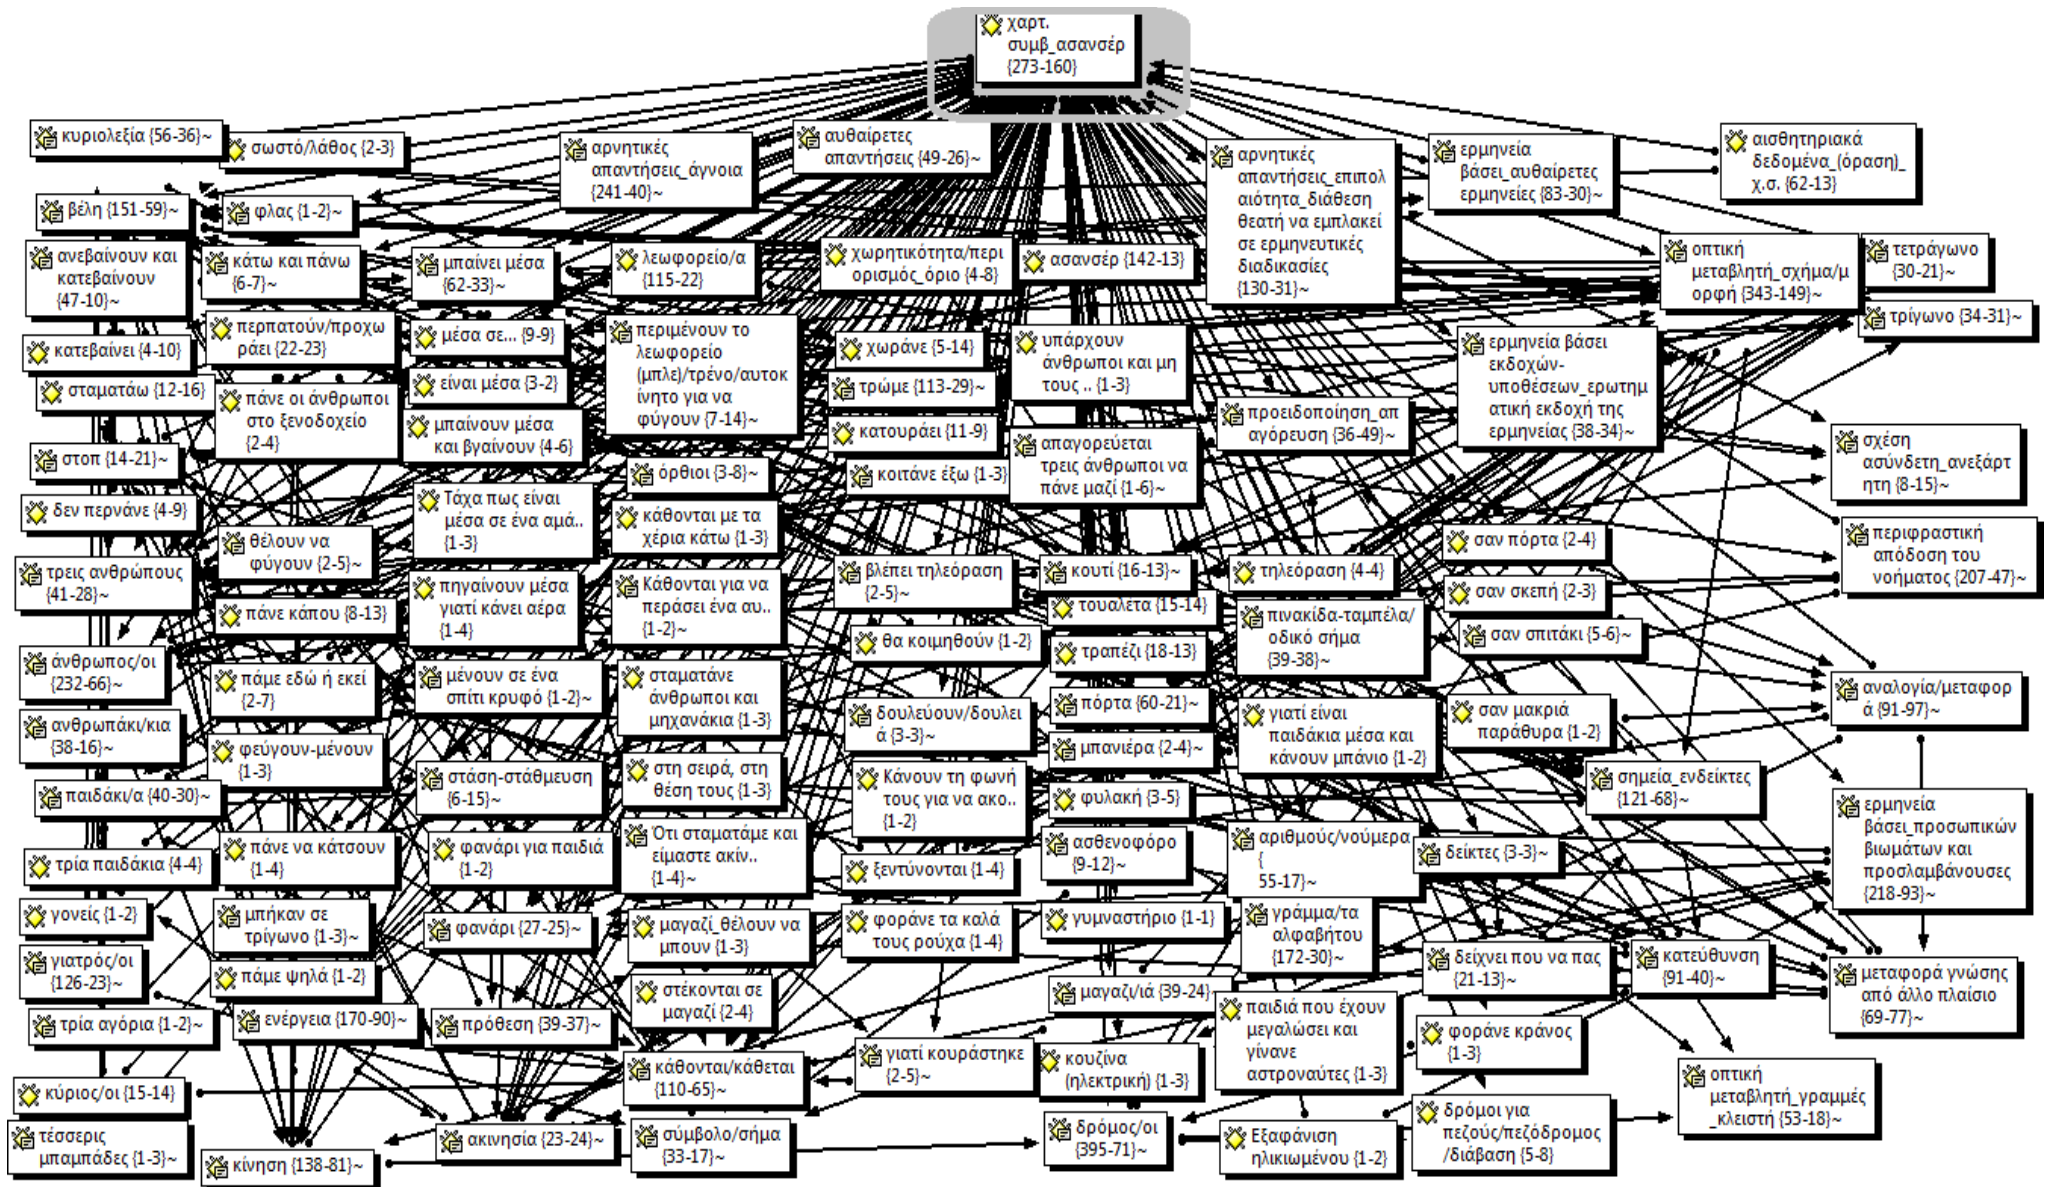 χαρτ.
συμβ_ασανσέρ
{273-160}
κυριολεξία {56-36}~
σωστό/λάθος {2-3}
αρνητικές
απαντήσεις_άγνοια
{241-40}~
αυθαίρετες
απαντήσεις {49-26}~
αρνητικές
απαντήσεις_επιπολ
αιότητα_διάθεση
θεατή να εμπλακεί
σε ερμηνευτικές
διαδικασίες
{130-31}~
ερμηνεία
βάσει_αυθαίρετες
ερμηνείες {83-30}~
αισθητηριακά
δεδομένα_(όραση)_
χ.σ. {62-13}
βέλη {151-59}~
φλας {1-2}~
ανεβαίνουν και
κατεβαίνουν
{47-10}~
κάτω και πάνω
{6-7}~
μπαίνει μέσα
{62-33}~
λεωφορείο/α
{115-22}
χωρητικότητα/περι
ορισμός_όριο {4-8}
ασανσέρ {142-13}
οπτική
μεταβλητή_σχήμα/μ
ορφή {343-149}~
τετράγωνο
{30-21}~
τρίγωνο {34-31}~
κατεβαίνει {4-10}
περπατούν/προχω
ράει {22-23}
μέσα σε... {9-9}
περιμένουν το
λεωφορείο
(μπλε)/τρένο/αυτοκ
ίνητο για να
φύγουν {7-14}~
χωράνε {5-14}
υπάρχουν
άνθρωποι και μη
τους .. {1-3}
ερμηνεία βάσει
εκδοχών-
υποθέσεων_ερωτημ
ατική εκδοχή της
ερμηνείας {38-34}~
σταματάω {12-16}
πάνε οι άνθρωποι
στο ξενοδοχείο
{2-4}
είναι μέσα {3-2}
τρώμε {113-29}~
μπαίνουν μέσα
και βγαίνουν {4-6}
κατουράει {11-9}
προειδοποίηση_απ
αγόρευση {36-49}~
σχέση
ασύνδετη_ανεξάρτ
ητη {8-15}~
στοπ {14-21}~
όρθιοι {3-8}~
κοιτάνε έξω {1-3}
απαγορεύεται
τρεις άνθρωποι να
πάνε μαζί {1-6}~
δεν περνάνε {4-9}
Τάχα πως είναι
μέσα σε ένα αμά..
{1-3}
κάθονται με τα
χέρια κάτω {1-3}
θέλουν να
φύγουν {2-5}~
σαν πόρτα {2-4}
περιφραστική
απόδοση του
νοήματος {207-47}~
τρεις ανθρώπους
{41-28}~
πηγαίνουν μέσα
γιατί κάνει αέρα
{1-4}
Κάθονται για να
περάσει ένα αυ..
{1-2}~
βλέπει τηλεόραση
{2-5}~
κουτί {16-13}~
τηλεόραση {4-4}
σαν σκεπή {2-3}
πάνε κάπου {8-13}
τουαλέτα {15-14}
πινακίδα-ταμπέλα/
οδικό σήμα
{39-38}~
σαν σπιτάκι {5-6}~
θα κοιμηθούν {1-2}
τραπέζι {18-13}
άνθρωπος/οι
{232-66}~
πάμε εδώ ή εκεί
{2-7}
μένουν σε ένα
σπίτι κρυφό {1-2}~
σταματάνε
άνθρωποι και
μηχανάκια {1-3}
αναλογία/μεταφορ
ά {91-97}~
δουλεύουν/δουλει
ά {3-3}~
πόρτα {60-21}~
γιατί είναι
παιδάκια μέσα και
κάνουν μπάνιο {1-2}
σαν μακριά
παράθυρα {1-2}
ανθρωπάκι/κια
{38-16}~
φεύγουν-μένουν
{1-3}
μπανιέρα {2-4}~
στάση-στάθμευση
{6-15}~
στη σειρά, στη
θέση τους {1-3}
Κάνουν τη φωνή
τους για να ακο..
{1-2}
φυλακή {3-5}
σημεία_ενδείκτες
{121-68}~
παιδάκι/α {40-30}~
ερμηνεία
βάσει_προσωπικών
βιωμάτων και
προσλαμβάνουσες
{218-93}~
τρία παιδάκια {4-4}
πάνε να κάτσουν
{1-4}
φανάρι για παιδιά
{1-2}
Ότι σταματάμε και
είμαστε ακίν..
{1-4}~
ασθενοφόρο
{9-12}~
αριθμούς/νούμερα
{
55-17}~
δείκτες {3-3}~
ξεντύνονται {1-4}
γονείς {1-2}
μπήκαν σε
τρίγωνο {1-3}~
φανάρι {27-25}~
μαγαζί_θέλουν να
μπουν {1-3}
φοράνε τα καλά
τους ρούχα {1-4}
γυμναστήριο {1-1}
γράμμα/τα
αλφαβήτου
{172-30}~
δείχνει που να πας
{21-13}~
κατεύθυνση
{91-40}~
μεταφορά γνώσης
από άλλο πλαίσιο
{69-77}~
γιατρός/οι
{126-23}~
πάμε ψηλά {1-2}
στέκονται σε
μαγαζί {2-4}
μαγαζι/ιά {39-24}
τρία αγόρια {1-2}~
ενέργεια {170-90}~
πρόθεση {39-37}~
παιδιά που έχουν
μεγαλώσει και
γίνανε
αστροναύτες {1-3}
φοράνε κράνος
{1-3}
κάθονται/κάθεται
{110-65}~
γιατί κουράστηκε
{2-5}~
κουζίνα
(ηλεκτρική) {1-3}
κύριος/οι {15-14}
οπτική
μεταβλητή_γραμμές
_κλειστή {53-18}~
τέσσερις
μπαμπάδες {1-3}~
κίνηση {138-81}~
ακινησία {23-24}~
σύμβολο/σήμα
{33-17}~
δρόμος/οι
{395-71}~
Εξαφάνιση
ηλικιωμένου {1-2}
δρόμοι για
πεζούς/πεζόδρομος
/διάβαση {5-8}